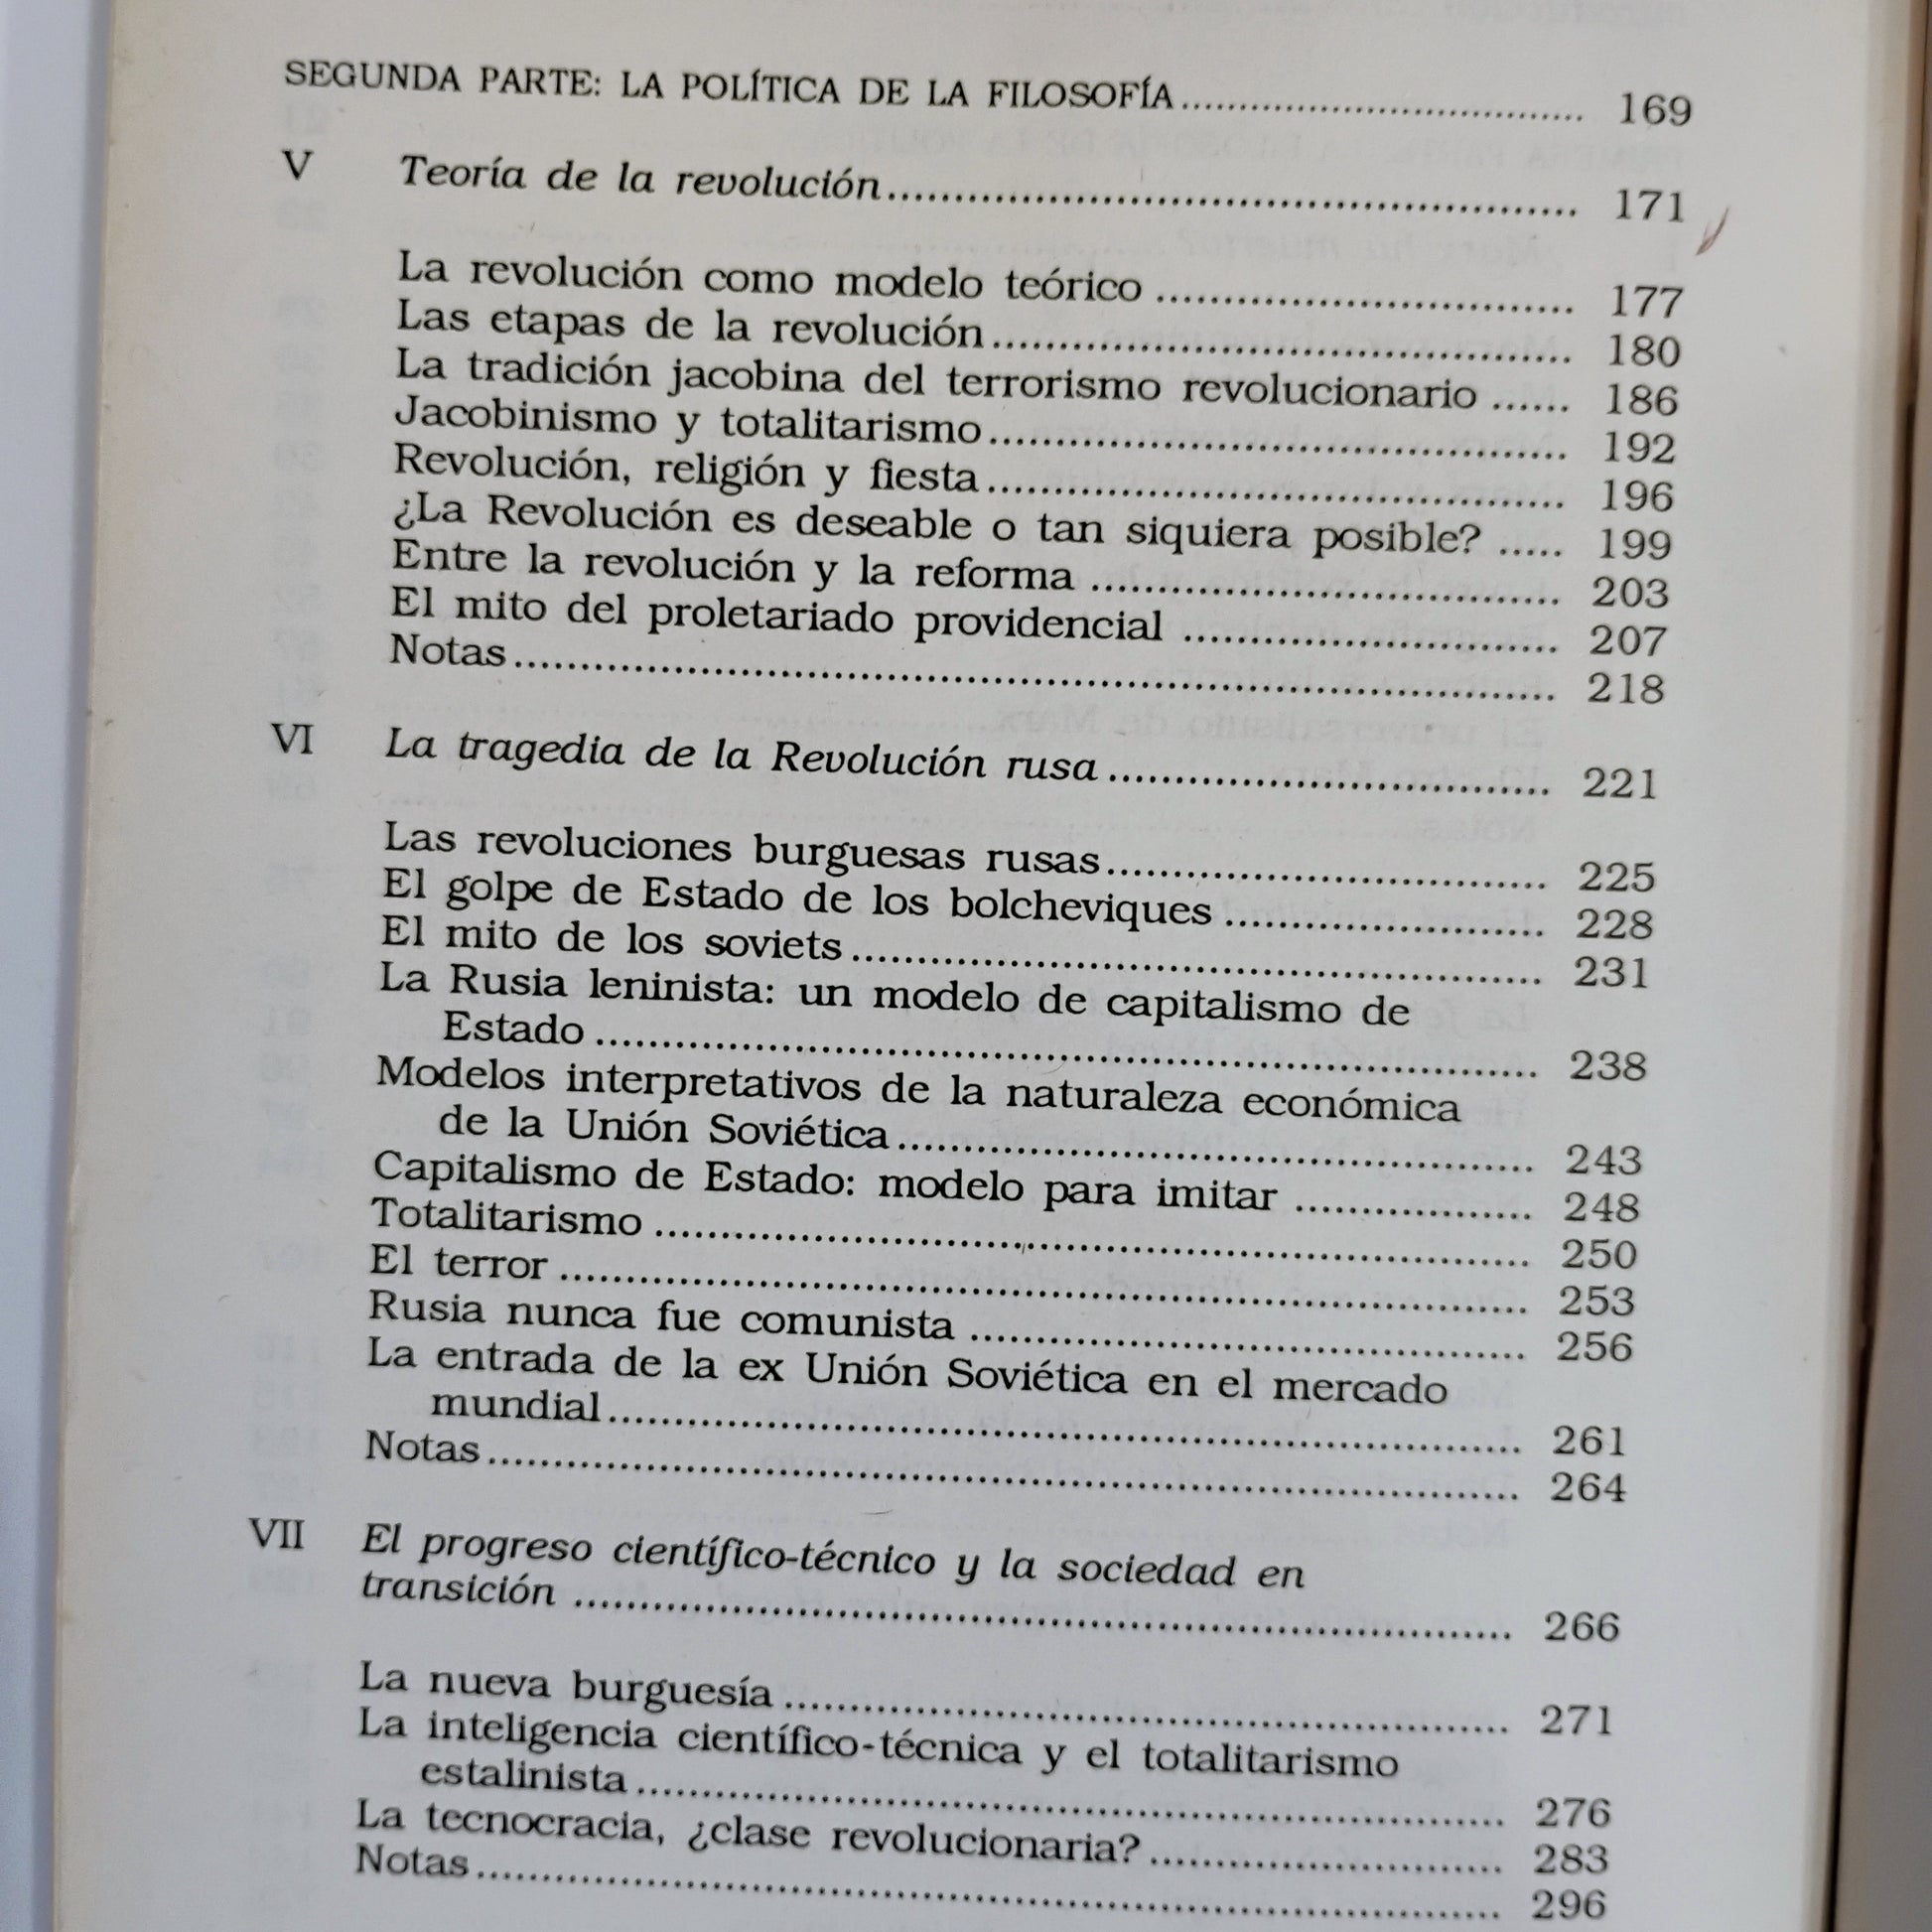 SEGUNDA PARTE: LA POLÍTICA DE LA FILOSOFÍA 169
V Teoría de la revolución 171
La revolución como modelo teórico 177
Las etapas de la revolución 180
La tradición jacobina del terrorismo revolucionario 186
Jacobinismo y totalitarismo 192
Revolución, religión y fiesta 196
¿La Revolución es deseable o tan siquiera posible? 199
Entre la revolución y la reforma 203
El mito del proletariado providencial 207
Notas 218
VI La tragedia de la Revolución rusa 221
Las revoluciones burguesas rusas 225
El golpe de Estado de los bolcheviques 228
El mito de los soviets 231
La Rusia leninista: un modelo de capitalismo de
Estado 238
Modelos interpretativos de la naturaleza económica
de la Unión Soviética 243
Capitalismo de Estado: modelo para imitar 248
Totalitarismo 250
El terror 253
Rusia nunca fue comunista 256
La entrada de la ex Unión Soviética en el mercado
mundial 261
Notas 264
VII El progreso científico-técnico y la sociedad en
transición 266
La nueva burguesía 271
La inteligencia científico-técnica y el totalitarismo
estalinista 276
La tecnocracia, ¿clase revolucionaria? 283
Notas 296